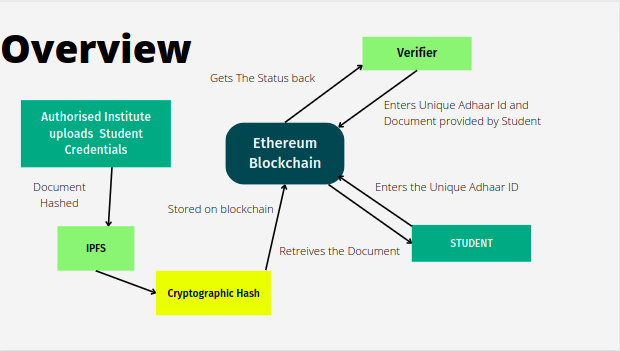 Overview
Verifier
Gets The Status back
Enters Unique Adhaar Id and
Document provided by Student
Authorised Institute
uploads Student
Credentials
Ethereum
Blockchain
Document
Hashed
Enters the Unique Adhaar ID
Stored on blockchain
IPFS
Retreives the Document
STUDENT
Cryptographic Hash